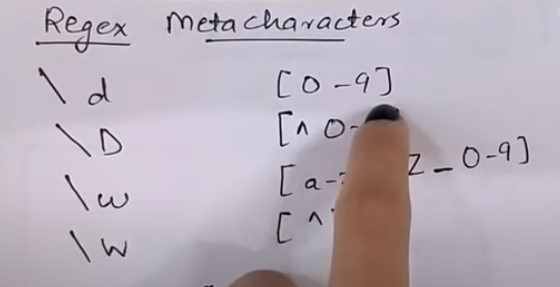 Regex Metacharacters
\d [0-9]
\D [^ 0-
\w [a- Z_0-9]
\W [^